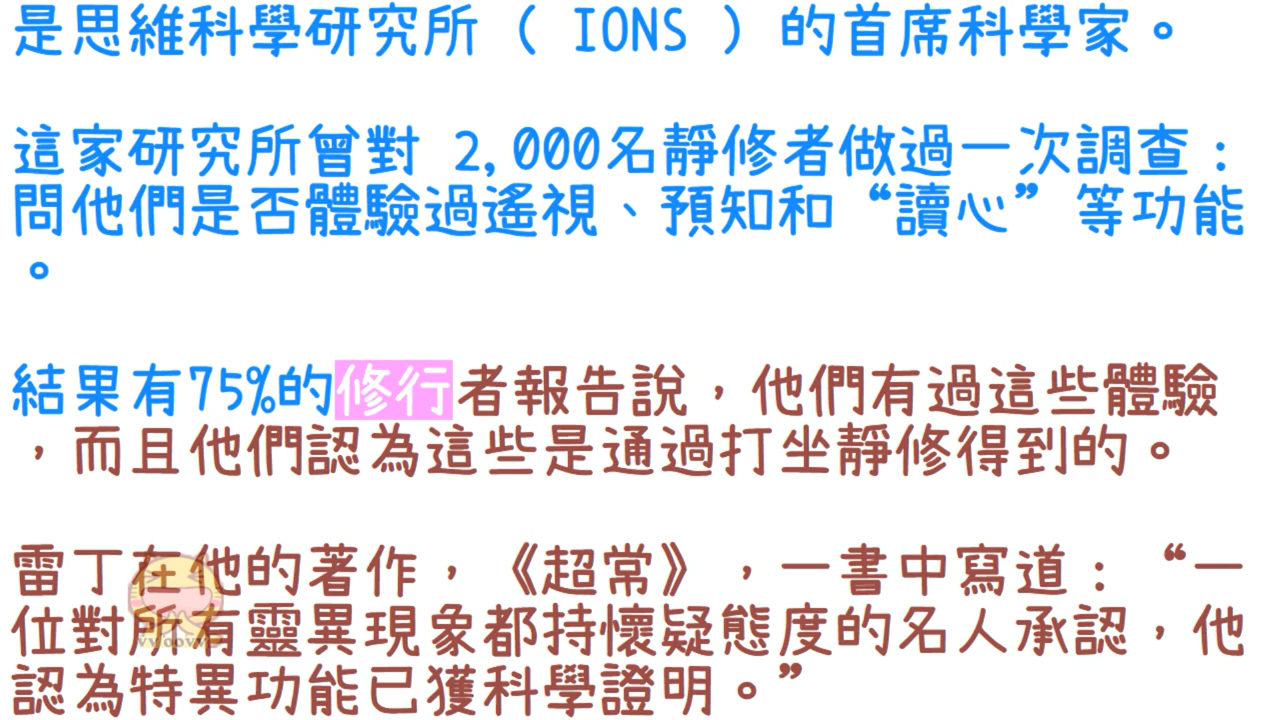 是思維科學研究所 ( IONS ) 的首席科學家。
這家研究所曾對 2,000名靜修者做過一次調查：
問他們是否體驗過遙視、預知和“讀心”等功能
。
結果有75%的修行者報告說，他們有過這些體驗
，而且他們認為這些是通過打坐靜修得到的。
雷丁在他的著作，《超常》，一書中寫道：“一
位對所有靈異現象都持懷疑態度的名人承認，他
認為特異功能已獲科學證明。”